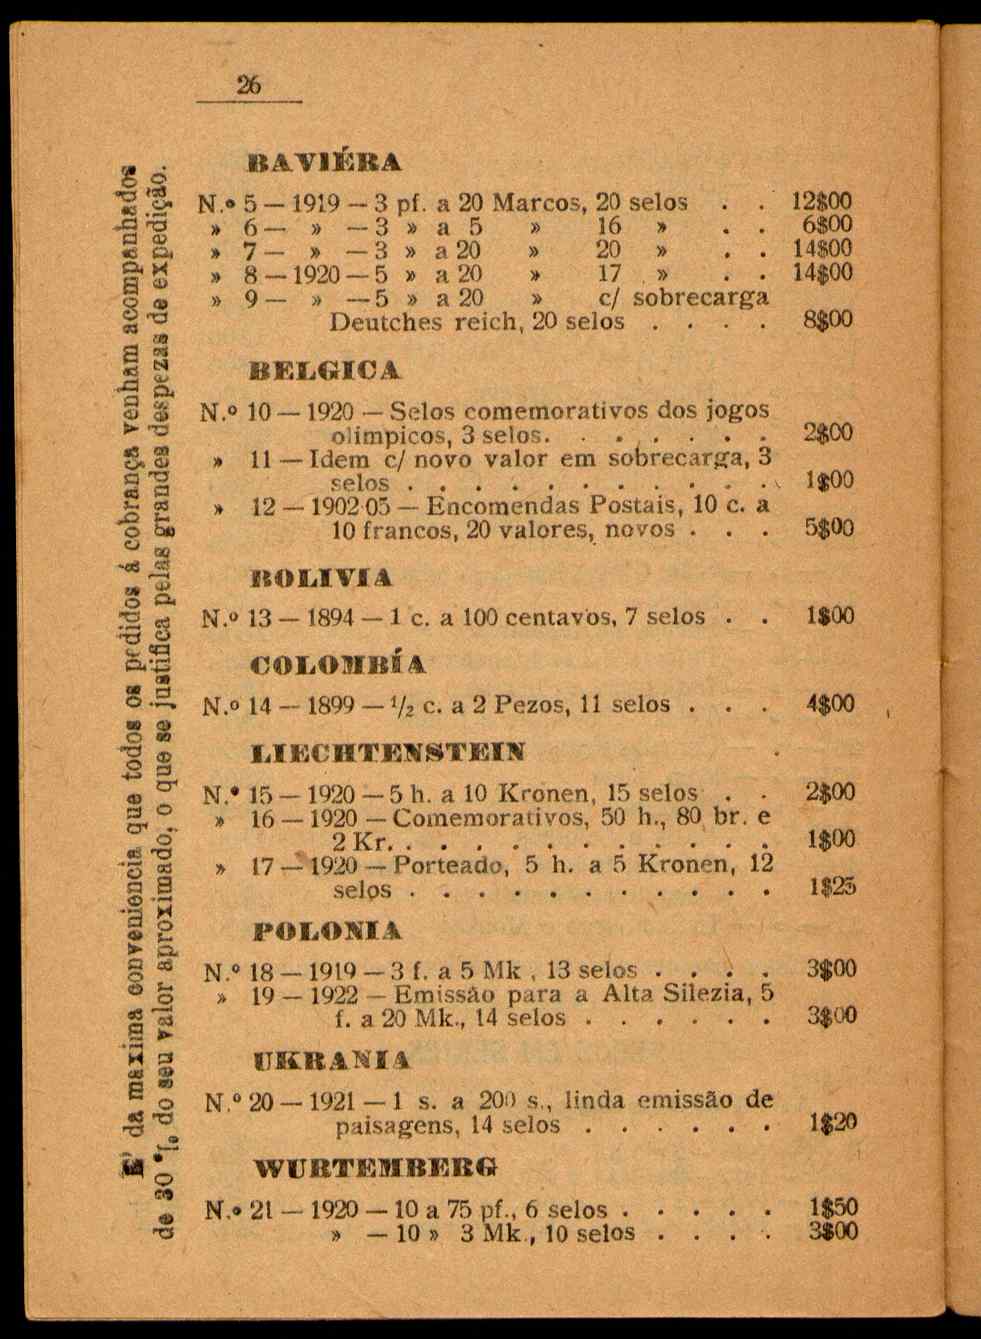 26
BAVIÉRA
N.º 5 — 1919 — 3 pf. a 20 Marcos, 20 selos . . 12$00
» 6 — » — 3 » a 5 » 16 » . . 6$00
» 7 — » — 3 » a 20 » 20 » . . 14$00
» 8 — 1920 — 5 » a 20 » 17 » . . 14$00
» 9 — » — 5 » a 20 » c/ sobrecarga
Deutches reich, 20 selos . . . . 8$00
BELGICA
N.º 10 — 1920 — Selos comemorativos dos jogos
olimpicos, 3 selos. . . . . . . 2$00
» 11 — Idem c/ novo valor em sobrecarga, 3
selos . . . . . . . . . . . 1$00
» 12 — 1902-05 — Encomendas Postais, 10 c. a
10 francos, 20 valores, novos . . . 5$00
BOLIVIA
N.º 13 — 1894 — 1 c. a 100 centavos, 7 selos . . 1$00
COLOMBÍA
N.º 14 — 1899 — ½ c. a 2 Pezos, 11 selos . . . 4$00
LIECHTENSTEIN
N.º 15 — 1920 — 5 h. a 10 Kronen, 15 selos . . 2$00
» 16 — 1920 — Comemorativos, 50 h., 80 br. e
2 Kr. . . . . . . . . . . . 1$00
» 17 — 1920 — Porteado, 5 h. a 5 Kronen, 12
selos . . . . . . . . . . . 1$25
POLONIA
N.º 18 — 1919 — 3 f. a 5 Mk , 13 selos . . . . 3$00
» 19 — 1922 — Emissão para a Alta Silezia, 5
f. a 20 Mk., 14 selos . . . . . . 3$00
UKRANIA
N.º 20 — 1921 — 1 s. a 200 s., linda emissão de
paisagens, 14 selos . . . . . . 1$20
WURTEMBERG
N.º 21 — 1920 — 10 a 75 pf., 6 selos . . . . . 1$50
» — 10 » 3 Mk., 10 selos . . . . 3$00
E' da maxima conveniencia que todos os pedidos á cobrança venham acompanhados
de 30 % do seu valor aproximado, o que se justifica pelas grandes despezas de expedição.